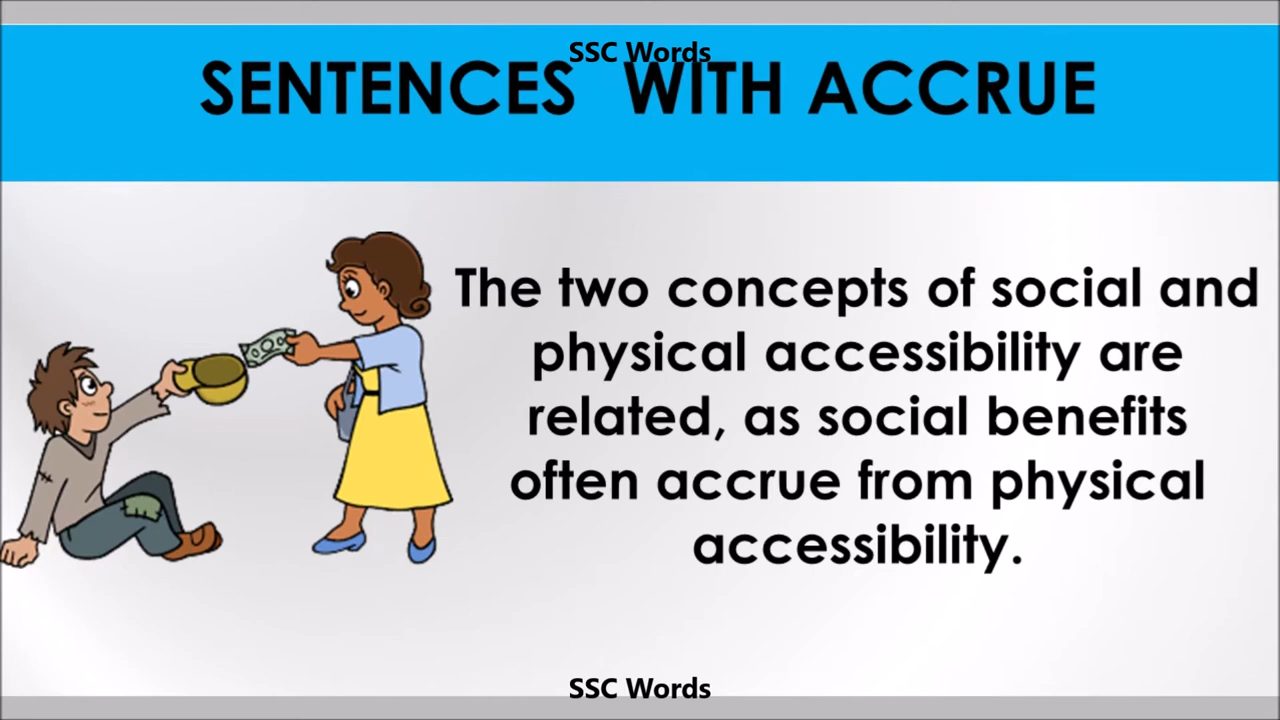 SSC Words
SENTENCES WITH ACCRUE
The two concepts of social and
physical accessibility are
related, as social benefits
often accrue from physical
accessibility.
SSC Words